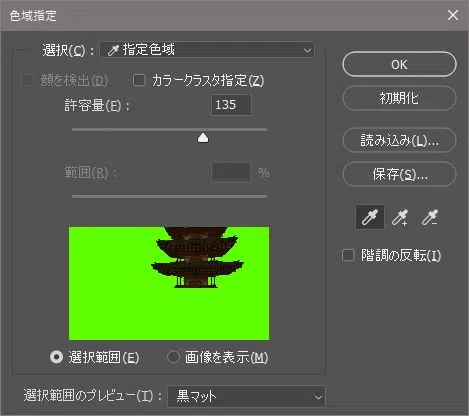 色域指定
選択(C)：指定色域
顔を検出(D) カラークラスタ指定(Z)
許容量(E)： 135
範囲(R)： %
選択範囲(E) 画像を表示(M)
選択範囲のプレビュー(T)： 黒マット
OK
初期化
読み込み(L)...
保存(S)...
階調の反転(I)